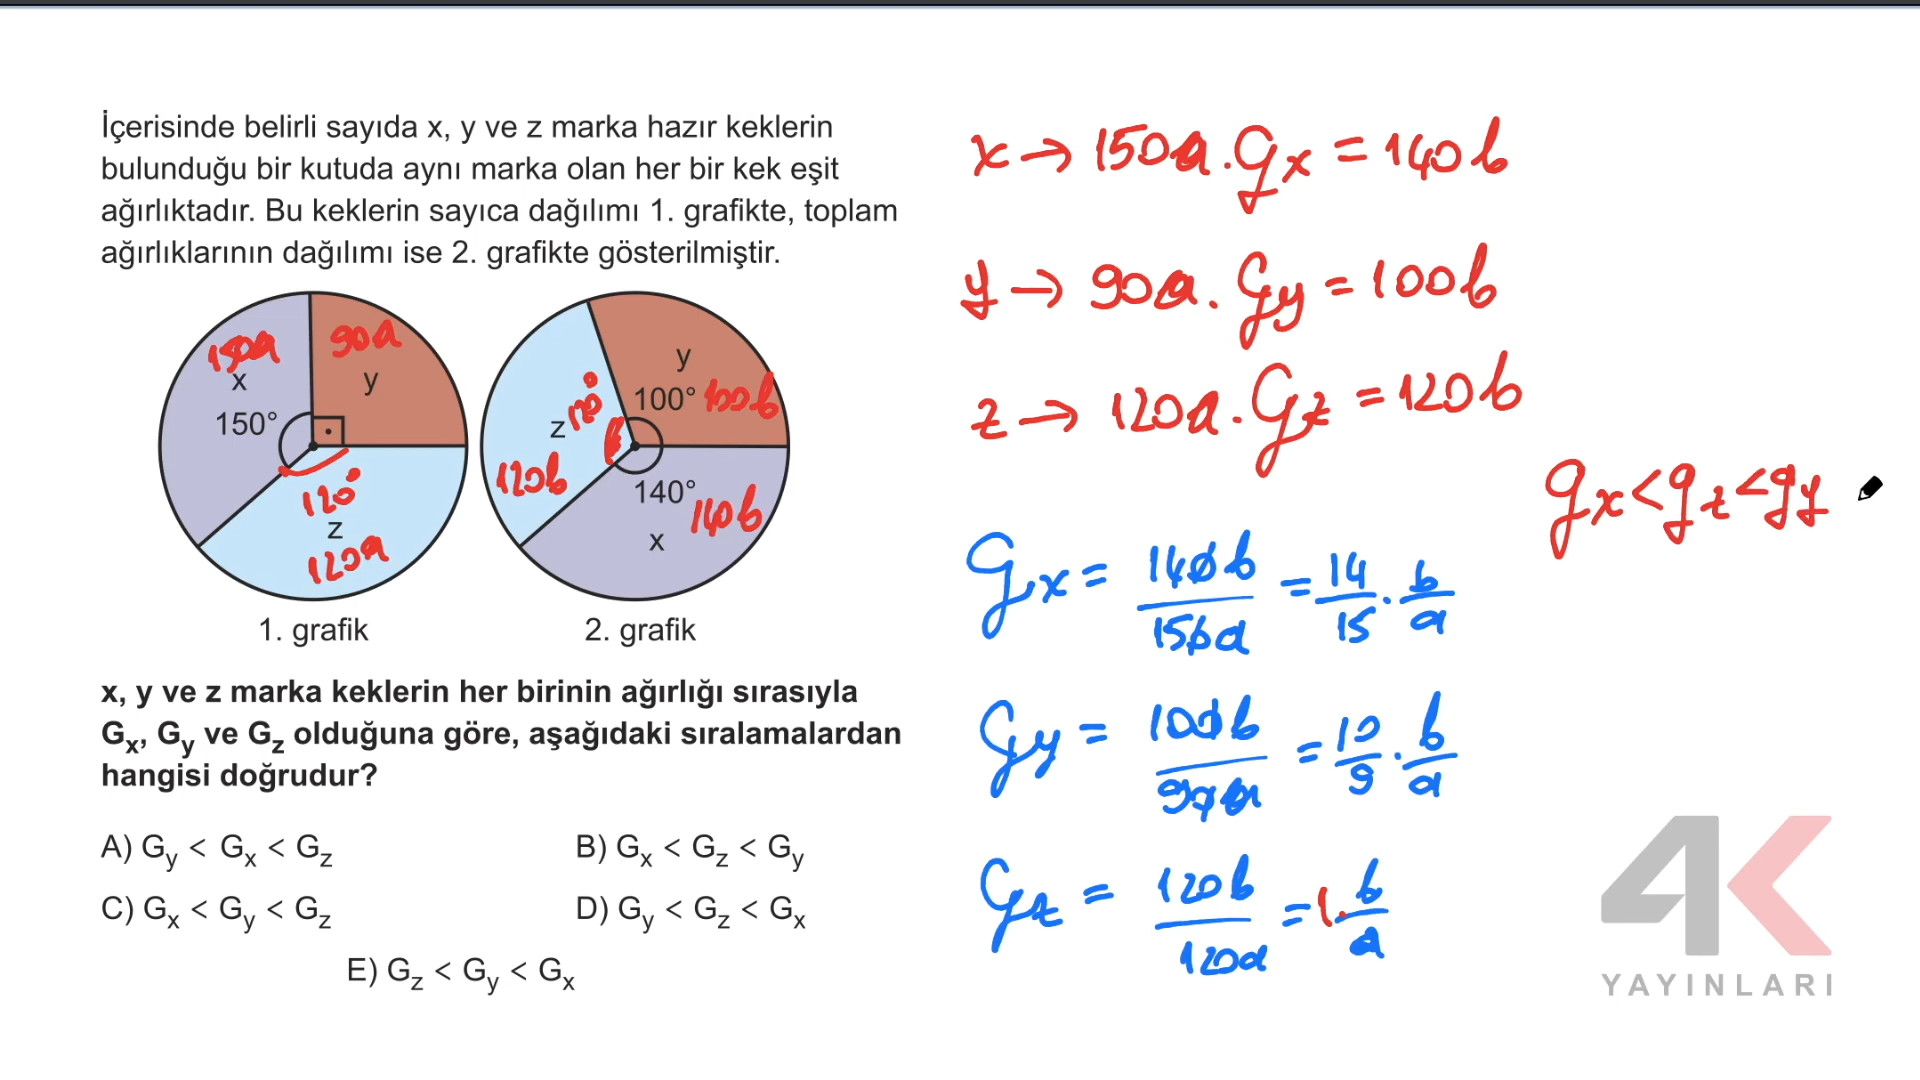 İçerisinde belirli sayıda x, y ve z marka hazır keklerin
bulunduğu bir kutuda aynı marka olan her bir kek eşit
ağırlıktadır. Bu keklerin sayıca dağılımı 1. grafikte, toplam
ağırlıklarının dağılımı ise 2. grafikte gösterilmiştir.
150a
x
150°
90a
y
120°
z
120a
1. grafik
y
100° 100b
z 120°
120b
140° 140b
x
2. grafik
x, y ve z marka keklerin her birinin ağırlığı sırasıyla
Gx, Gy ve Gz olduğuna göre, aşağıdaki sıralamalardan
hangisi doğrudur?
A) Gy < Gx < Gz
B) Gx < Gz < Gy
C) Gx < Gy < Gz
D) Gy < Gz < Gx
E) Gz < Gy < Gx
x → 150a.Gx = 140b
y → 90a.Gy = 100b
z → 120a.Gz = 120b
Gx < Gz < Gy
Gx = 140b/150a = 14/15 . b/a
Gy = 100b/90a = 10/9 . b/a
Gz = 120b/120a = 1. b/a
4K
YAYINLARI